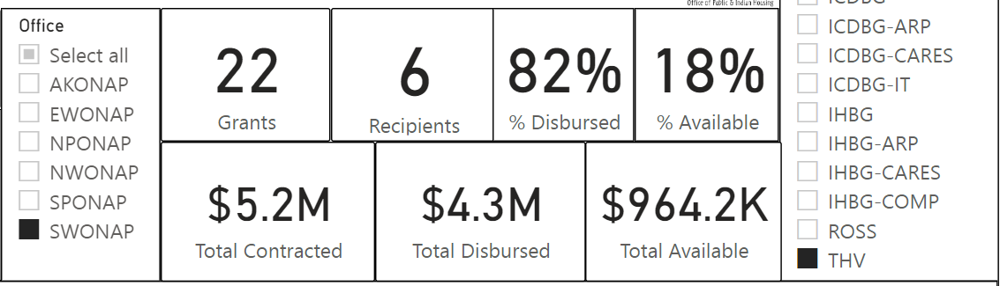 Office of Public & Indian Housing
Office
Select all
AKONAP
EWONAP
NPONAP
NWONAP
SPONAP
SWONAP
22
Grants
6
Recipients
82%
% Disbursed
18%
% Available
$5.2M
Total Contracted
$4.3M
Total Disbursed
$964.2K
Total Available
ICDBG-ARP
ICDBG-CARES
ICDBG-IT
IHBG
IHBG-ARP
IHBG-CARES
IHBG-COMP
ROSS
THV